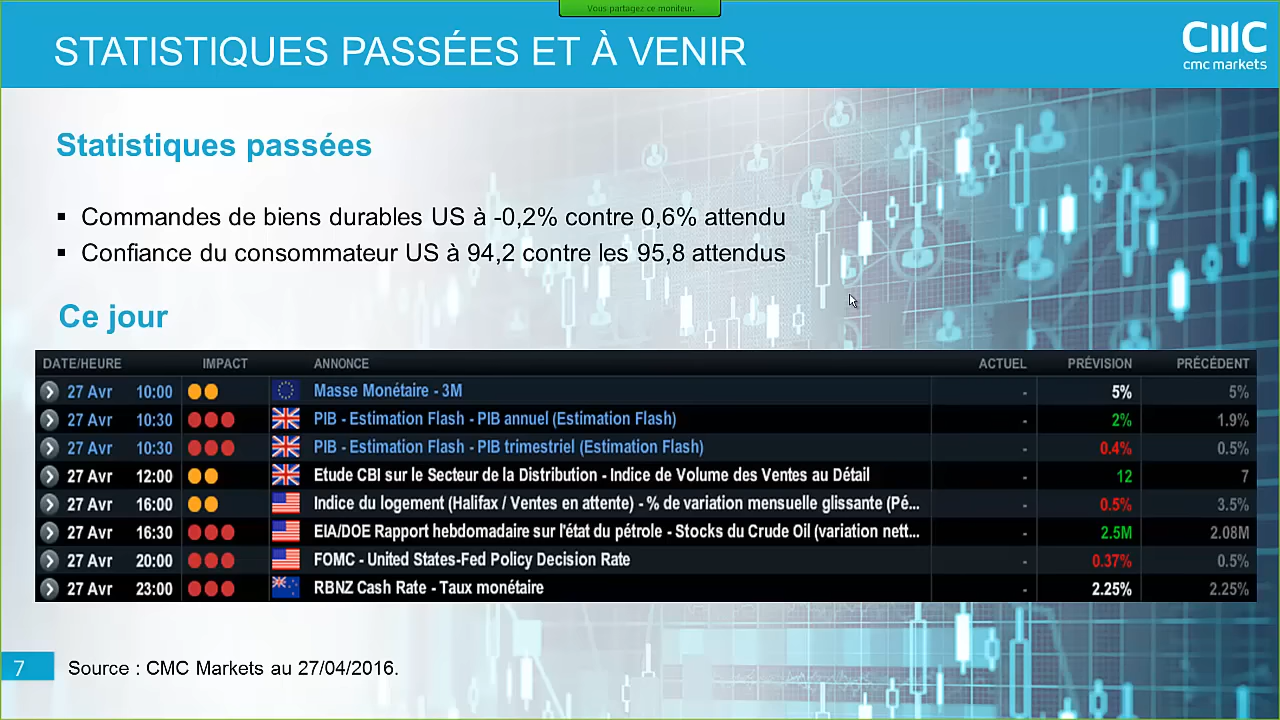 Vous partagez ce moniteur.
STATISTIQUES PASSÉES ET À VENIR
CMC
cmc markets
Statistiques passées
▪ Commandes de biens durables US à -0,2% contre 0,6% attendu
▪ Confiance du consommateur US à 94,2 contre les 95,8 attendus
Ce jour
DATE/HEURE IMPACT ANNONCE ACTUEL PRÉVISION PRÉCÉDENT
27 Avr 10:00 Masse Monétaire - 3M - 5% 5%
27 Avr 10:30 PIB - Estimation Flash - PIB annuel (Estimation Flash) - 2% 1.9%
27 Avr 10:30 PIB - Estimation Flash - PIB trimestriel (Estimation Flash) - 0.4% 0.5%
27 Avr 12:00 Etude CBI sur le Secteur de la Distribution - Indice de Volume des Ventes au Détail - 12 7
27 Avr 16:00 Indice du logement (Halifax / Ventes en attente) - % de variation mensuelle glissante (Pé... - 0.5% 3.5%
27 Avr 16:30 EIA/DOE Rapport hebdomadaire sur l'état du pétrole - Stocks du Crude Oil (variation nett... - 2.5M 2.08M
27 Avr 20:00 FOMC - United States-Fed Policy Decision Rate - 0.37% 0.5%
27 Avr 23:00 RBNZ Cash Rate - Taux monétaire - 2.25% 2.25%
7 Source : CMC Markets au 27/04/2016.